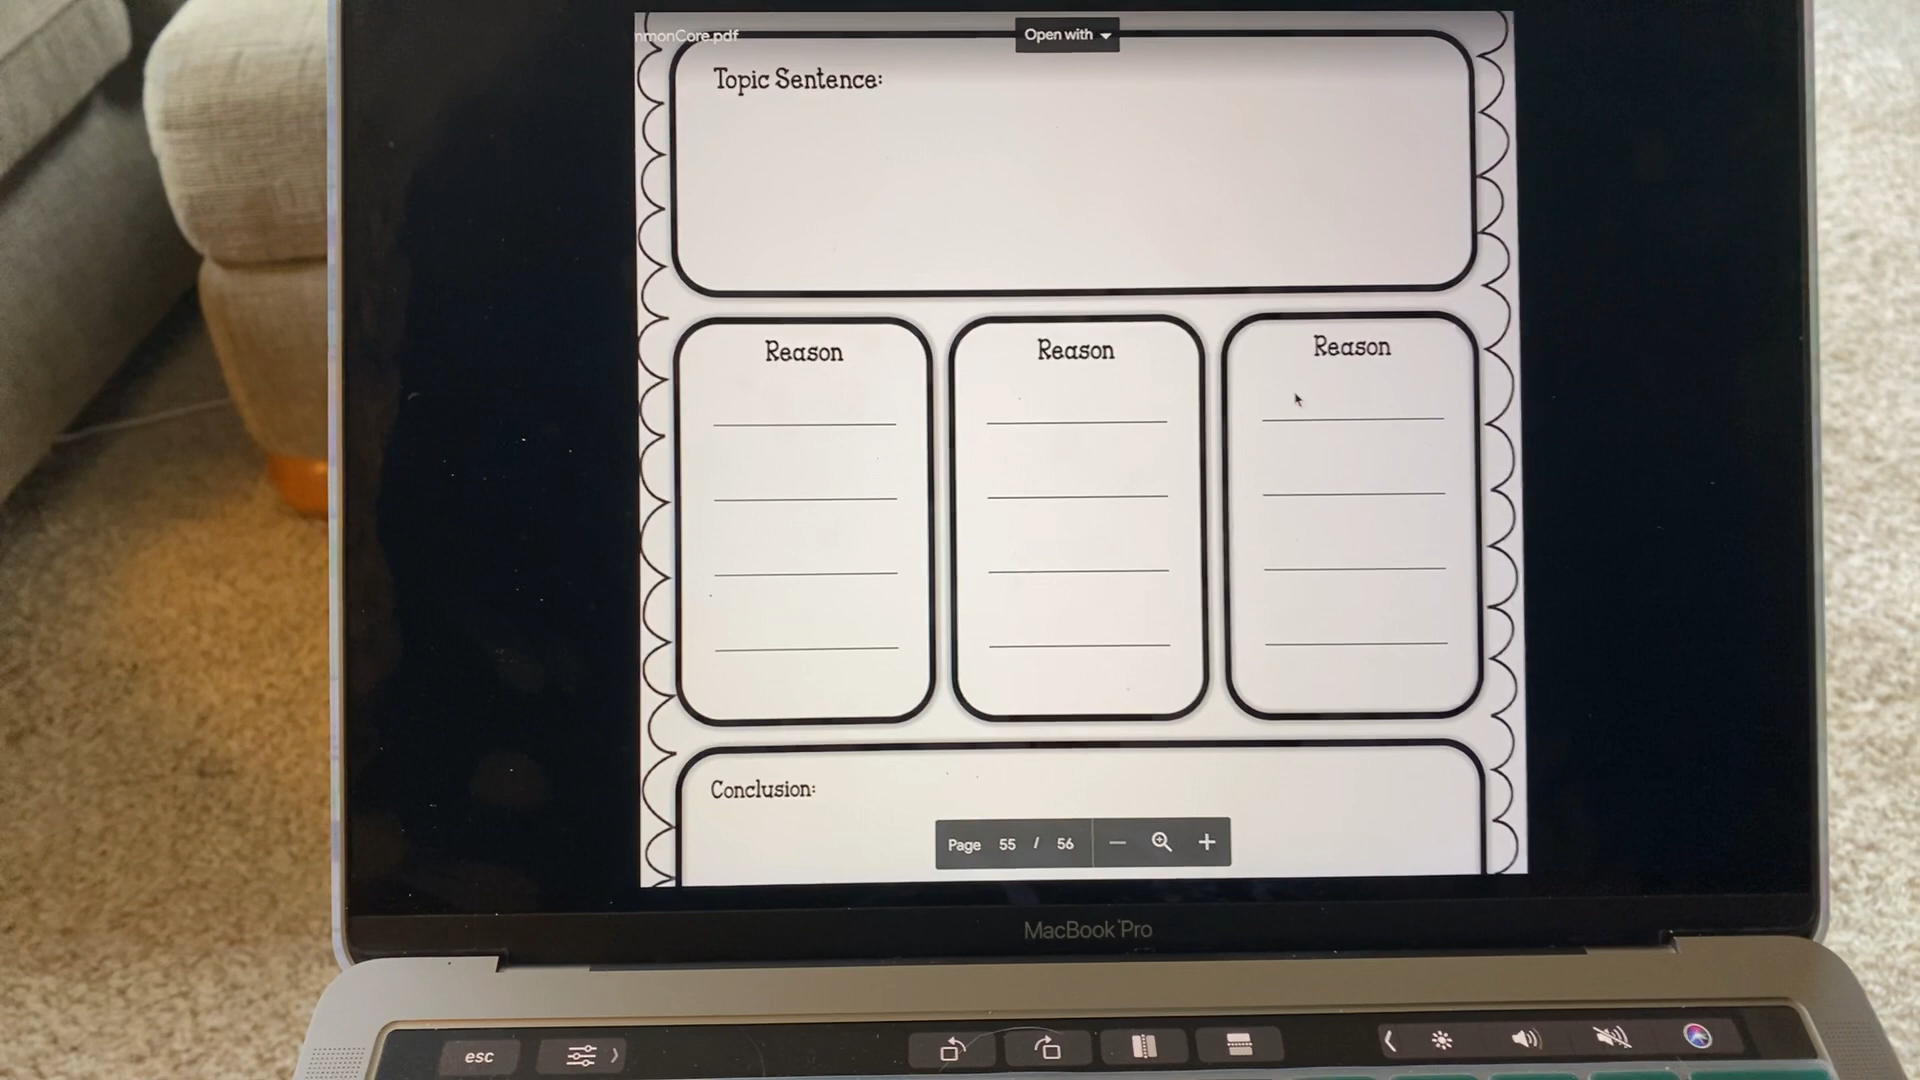 nmonCore.pdf
Open with
Topic Sentence:
Reason Reason Reason
Conclusion:
Page 55 / 56
MacBook Pro
esc